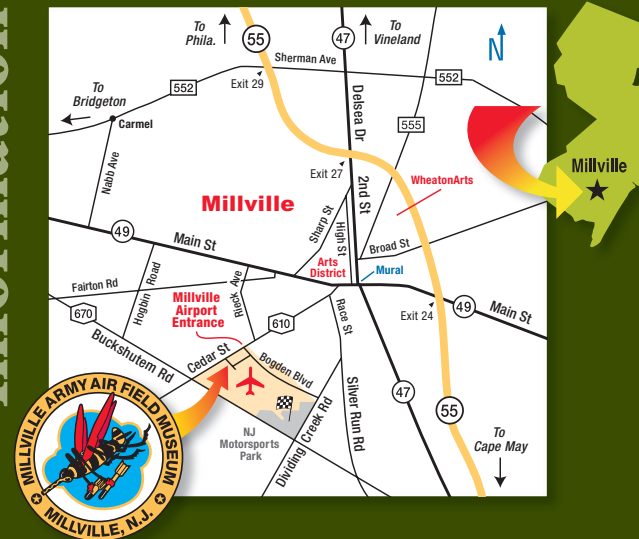 information
To
Phila.
55
47
To
Vineland
N
Sherman Ave
552
Exit 29
552
To
Bridgeton
Carmel
Nabb Ave
Delsea Dr
555
Exit 27
2nd St
WheatonArts
Millville
Millville
49
Main St
Sharp St
High St
Arts
District
Broad St
Mural
Fairton Rd
Hogbin Road
Rieck Ave
Millville
Airport
Entrance
670
610
Race St
Exit 24
49
Main St
Buckshutem Rd
Cedar St
Bogden Blvd
NJ
Motorsports
Park
Dividing Creek Rd
Silver Run Rd
47
55
To
Cape May
MILLVILLE ARMY AIR FIELD MUSEUM
MILLVILLE, N.J.